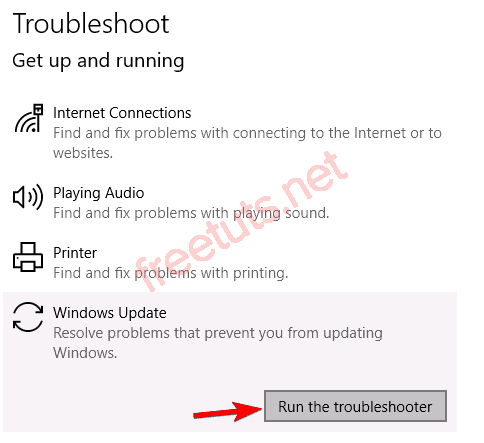 Troubleshoot
Get up and running
Internet Connections
Find and fix problems with connecting to the Internet or to
websites.
Playing Audio
Find and fix problems with playing sound.
Printer
Find and fix problems with printing.
Windows Update
Resolve problems that prevent you from updating
Windows.
Run the troubleshooter
freetuts.net